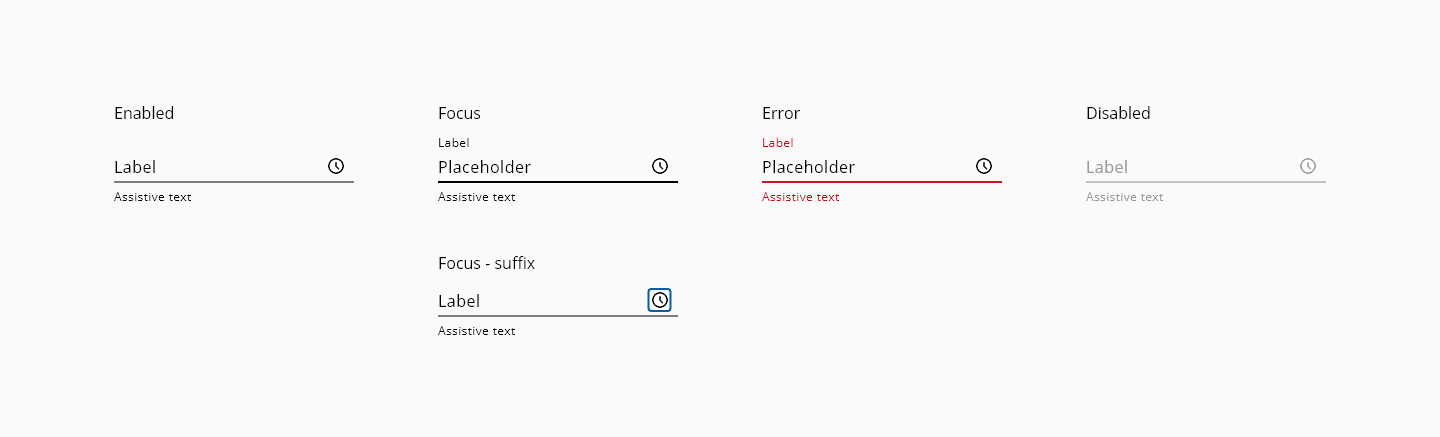 Enabled
Label
Assistive text
Focus
Label
Placeholder
Assistive text
Error
Label
Placeholder
Assistive text
Disabled
Label
Assistive text
Focus - suffix
Label
Assistive text